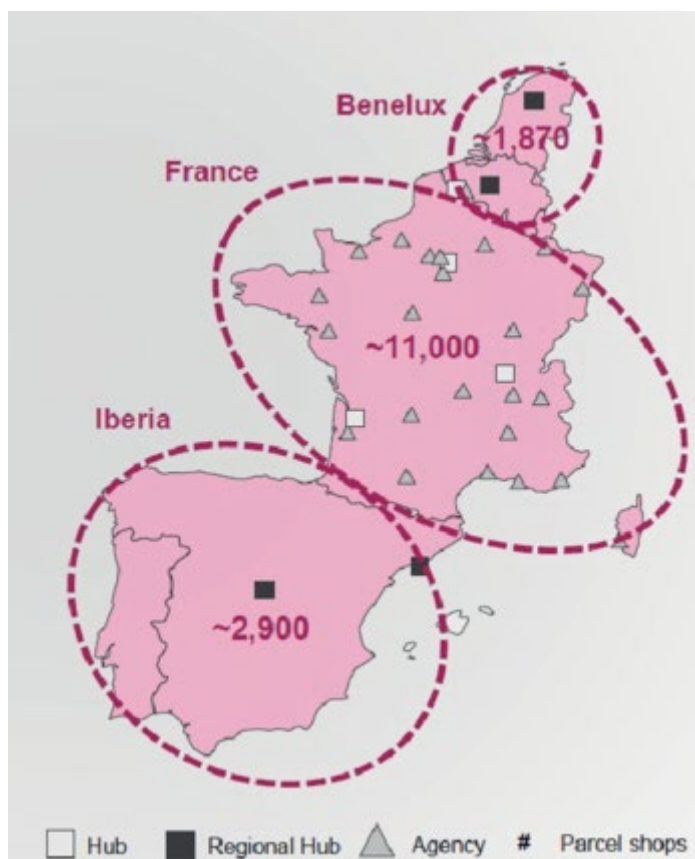 Benelux
~1,870
France
~11,000
Iberia
~2,900
Hub Regional Hub Agency # Parcel shops